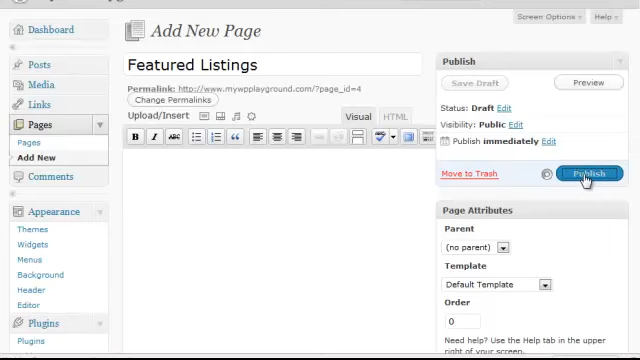 Screen Options
Help
Dashboard
Add New Page
Posts
Media
Links
Pages
Pages
Add New
Comments
Appearance
Themes
Widgets
Menus
Background
Header
Editor
Plugins
Plugins
Featured Listings
Permalink: http://www.mywpplayground.com/?page_id=4
Change Permalinks
Upload/Insert
Visual
HTML
B I ABC
Publish
Save Draft
Preview
Status: Draft Edit
Visibility: Public Edit
Publish immediately Edit
Move to Trash
Publish
Page Attributes
Parent
(no parent)
Template
Default Template
Order
0
Need help? Use the Help tab in the upper
right of your screen.